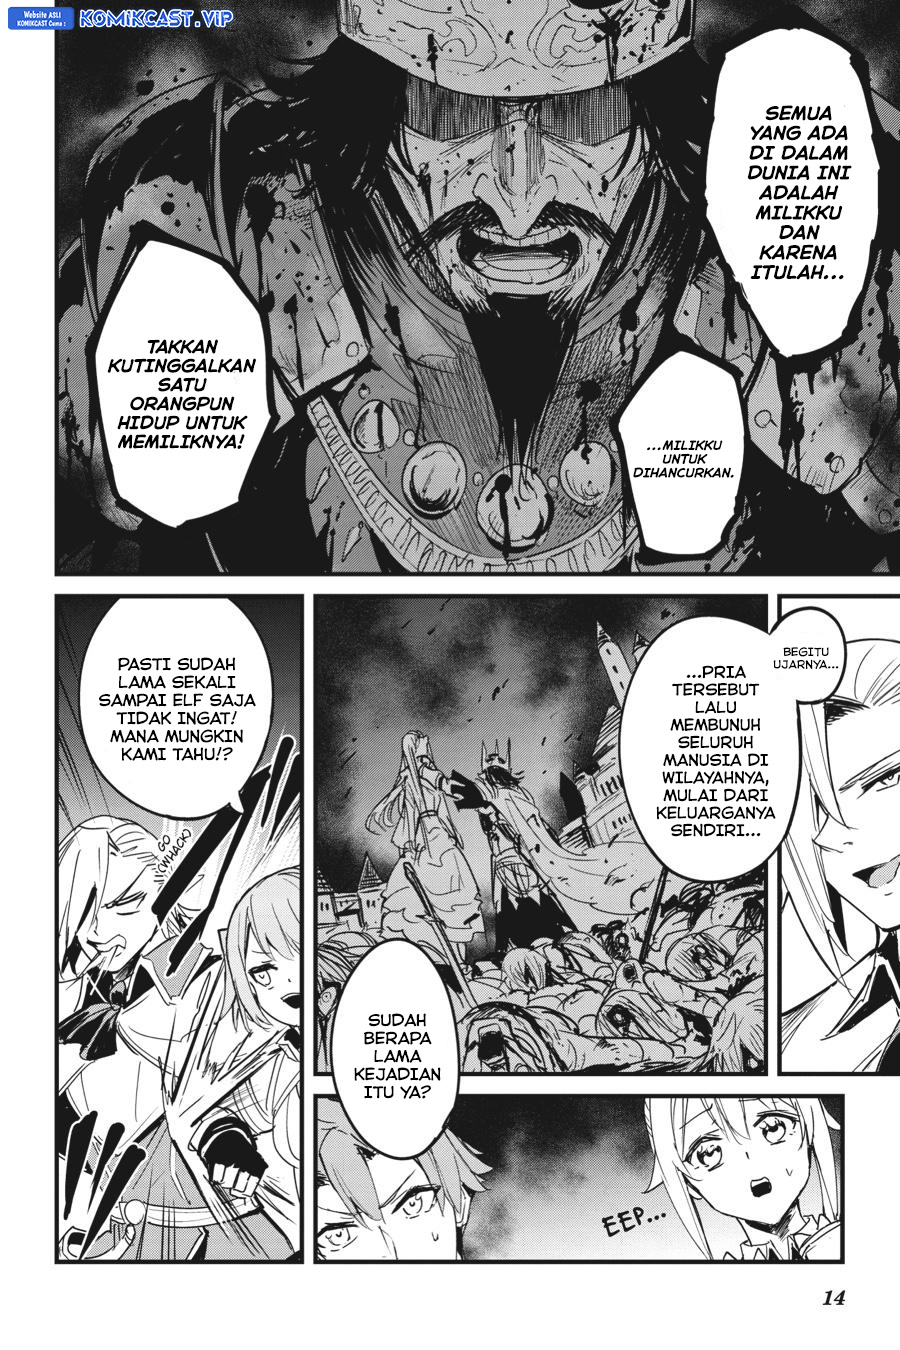 Website ASLI
KOMIKCAST Cuma :
KOMIKCAST.VIP
SEMUA
YANG ADA
DI DALAM
DUNIA INI
ADALAH
MILIKKU
DAN
KARENA
ITULAH...
...MILIKKU
UNTUK
DIHANCURKAN.
TAKKAN
KUTINGGALKAN
SATU
ORANGPUN
HIDUP UNTUK
MEMILIKNYA!
BEGITU
UJARNYA...
...PRIA
TERSEBUT
LALU
MEMBUNUH
SELURUH
MANUSIA DI
WILAYAHNYA,
MULAI DARI
KELUARGANYA
SENDIRI...
PASTI SUDAH
LAMA SEKALI
SAMPAI ELF SAJA
TIDAK INGAT!
MANA MUNGKIN
KAMI TAHU!?
GO
(WHACK)
EEP...
SUDAH
BERAPA
LAMA
KEJADIAN
ITU YA?
14